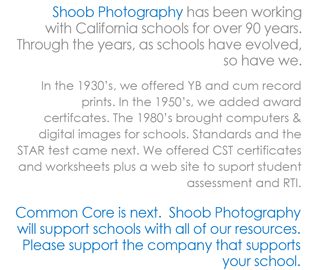 Shoob Photography has been working
with California schools for over 90 years.
Through the years, as schools have evolved,
so have we.
In the 1930's, we offered YB and cum record
prints. In the 1950's, we added award
certifcates. The 1980's brought computers &
digital images for schools. Standards and the
STAR test came next. We offered CST certificates
and worksheets plus a web site to suport student
assessment and RTI.
Common Core is next.  Shoob Photography
will support schools with all of our resources.
Please support the company that supports
your school.